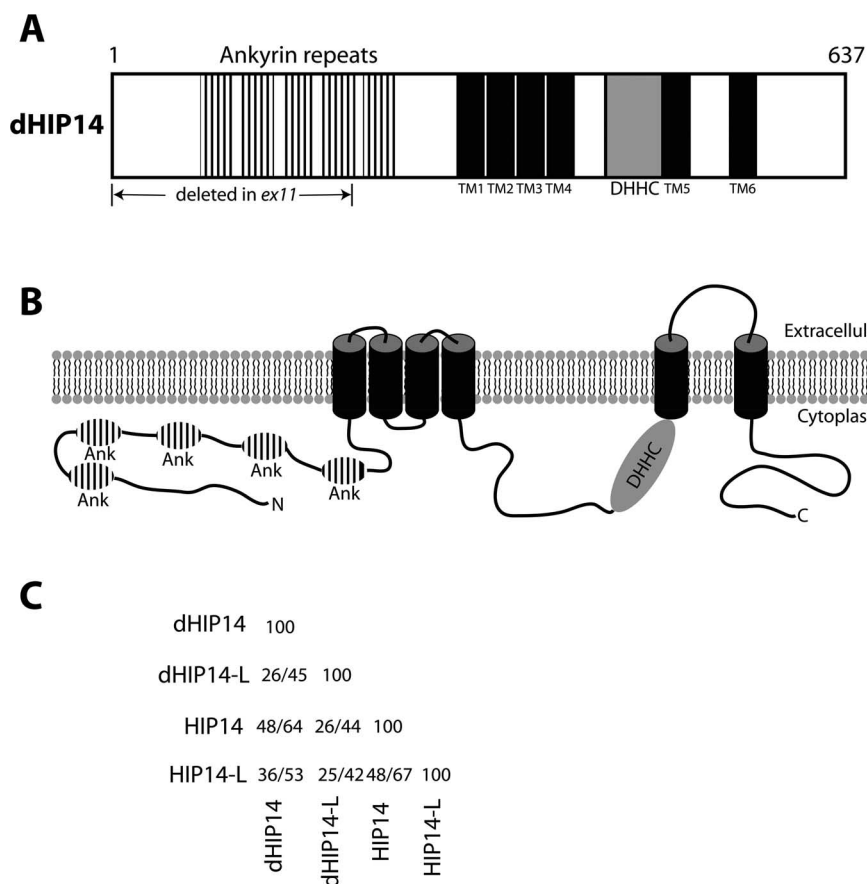 A
1 Ankyrin repeats 637
dHIP14
deleted in ex11
TM1 TM2 TM3 TM4 DHHC TM5 TM6
B
Extracellul
Cytoplas
Ank Ank Ank Ank Ank
DHHC
N
C
C
dHIP14 100
dHIP14-L 26/45 100
HIP14 48/64 26/44 100
HIP14-L 36/53 25/42 48/67 100
dHIP14 dHIP14-L HIP14 HIP14-L